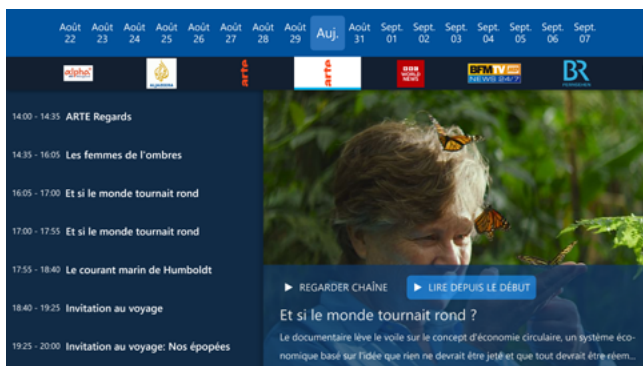 Août Août Août Août Août Août Août Août Auj. Août Sept. Sept. Sept. Sept. Sept. Sept. Sept.
22 23 24 25 26 27 28 29 31 01 02 03 04 05 06 07
alpha ALJAZEERA arte arte BBC WORLD NEWS BFMTV NEWS 24/7 BR FERNSEHEN
14:00 - 14:35 ARTE Regards
14:35 - 16:05 Les femmes de l'ombres
16:05 - 17:00 Et si le monde tournait rond
17:00 - 17:55 Et si le monde tournait rond
17:55 - 18:40 Le courant marin de Humboldt
18:40 - 19:25 Invitation au voyage
19:25 - 20:00 Invitation au voyage: Nos épopées
REGARDER CHAÎNE
LIRE DEPUIS LE DÉBUT
Et si le monde tournait rond ?
Le documentaire lève le voile sur le concept d'économie circulaire, un système éco-
nomique basé sur l'idée que rien ne devrait être jeté et que tout devrait être réem...